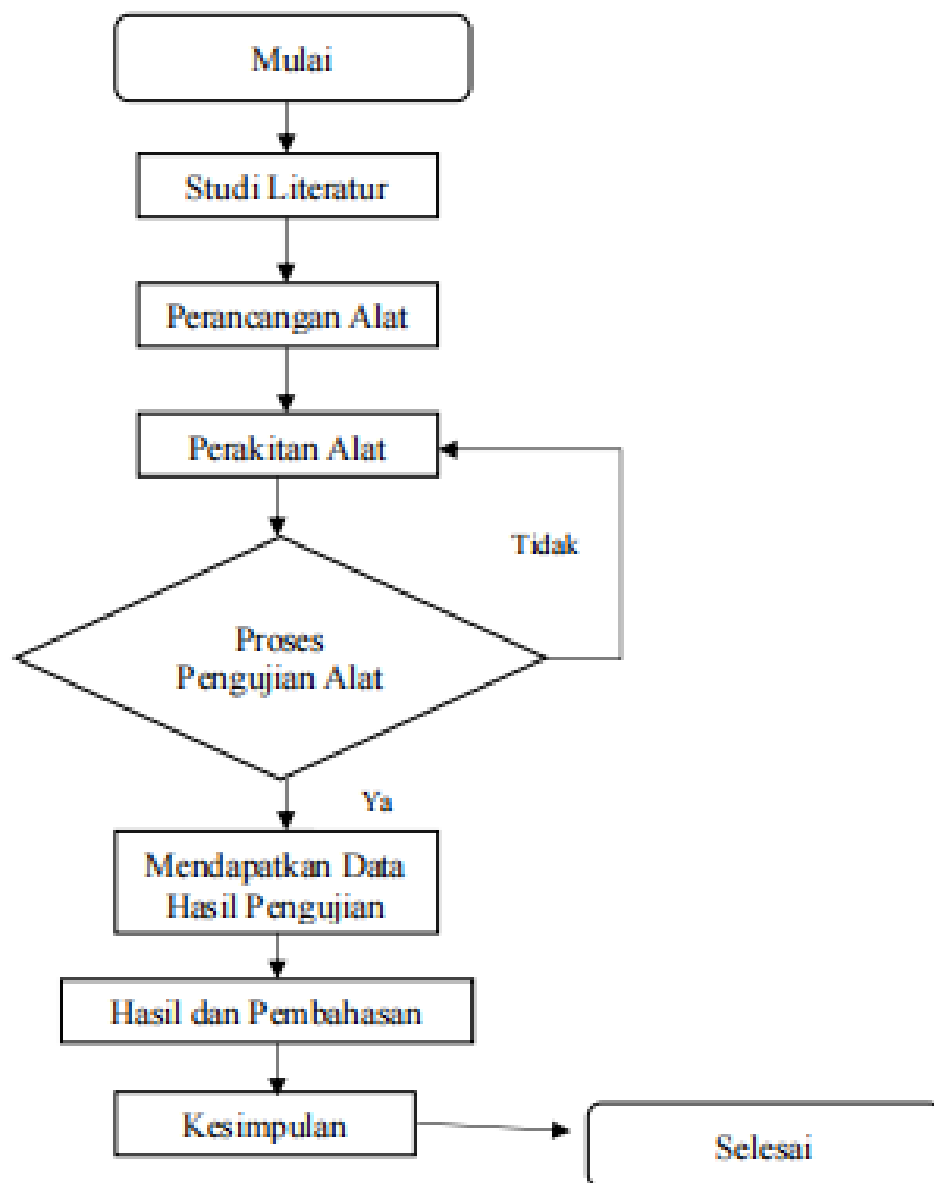 Mulai
Studi Literatur
Perancangan Alat
Perakitan Alat
Tidak
Proses
Pengujian Alat
Ya
Mendapatkan Data
Hasil Pengujian
Hasil dan Pembahasan
Kesimpulan
Selesai